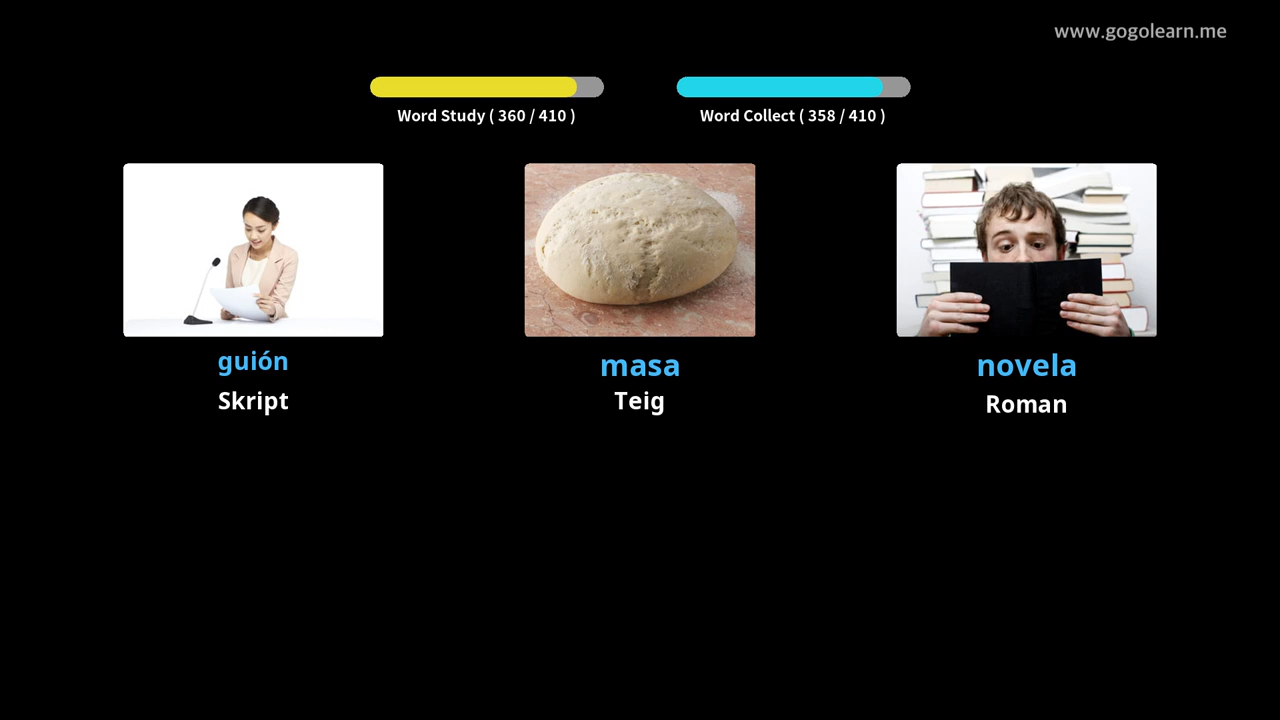 www.gogolearn.me
Word Study ( 360 / 410 )
Word Collect ( 358 / 410 )
guión
Skript
masa
Teig
novela
Roman